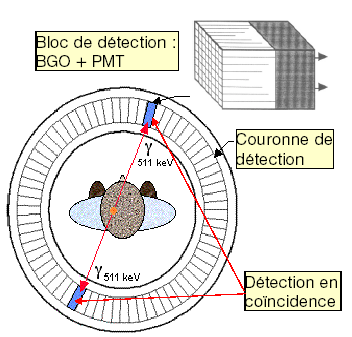 Bloc de détection :
BGO + PMT
Couronne de
détection
γ
511 keV
γ 511 keV
Détection en
coïncidence